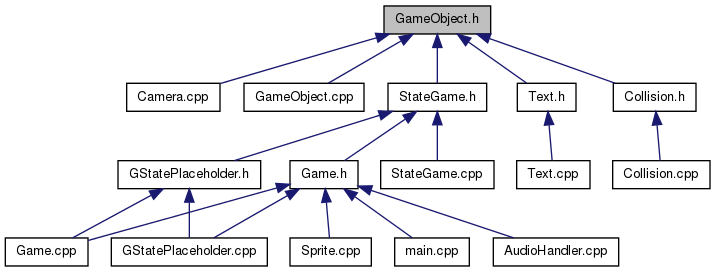 GameObject.h
Camera.cpp
GameObject.cpp
StateGame.h
Text.h
Collision.h
GStatePlaceholder.h
Game.h
StateGame.cpp
Text.cpp
Collision.cpp
Game.cpp
GStatePlaceholder.cpp
Sprite.cpp
main.cpp
AudioHandler.cpp